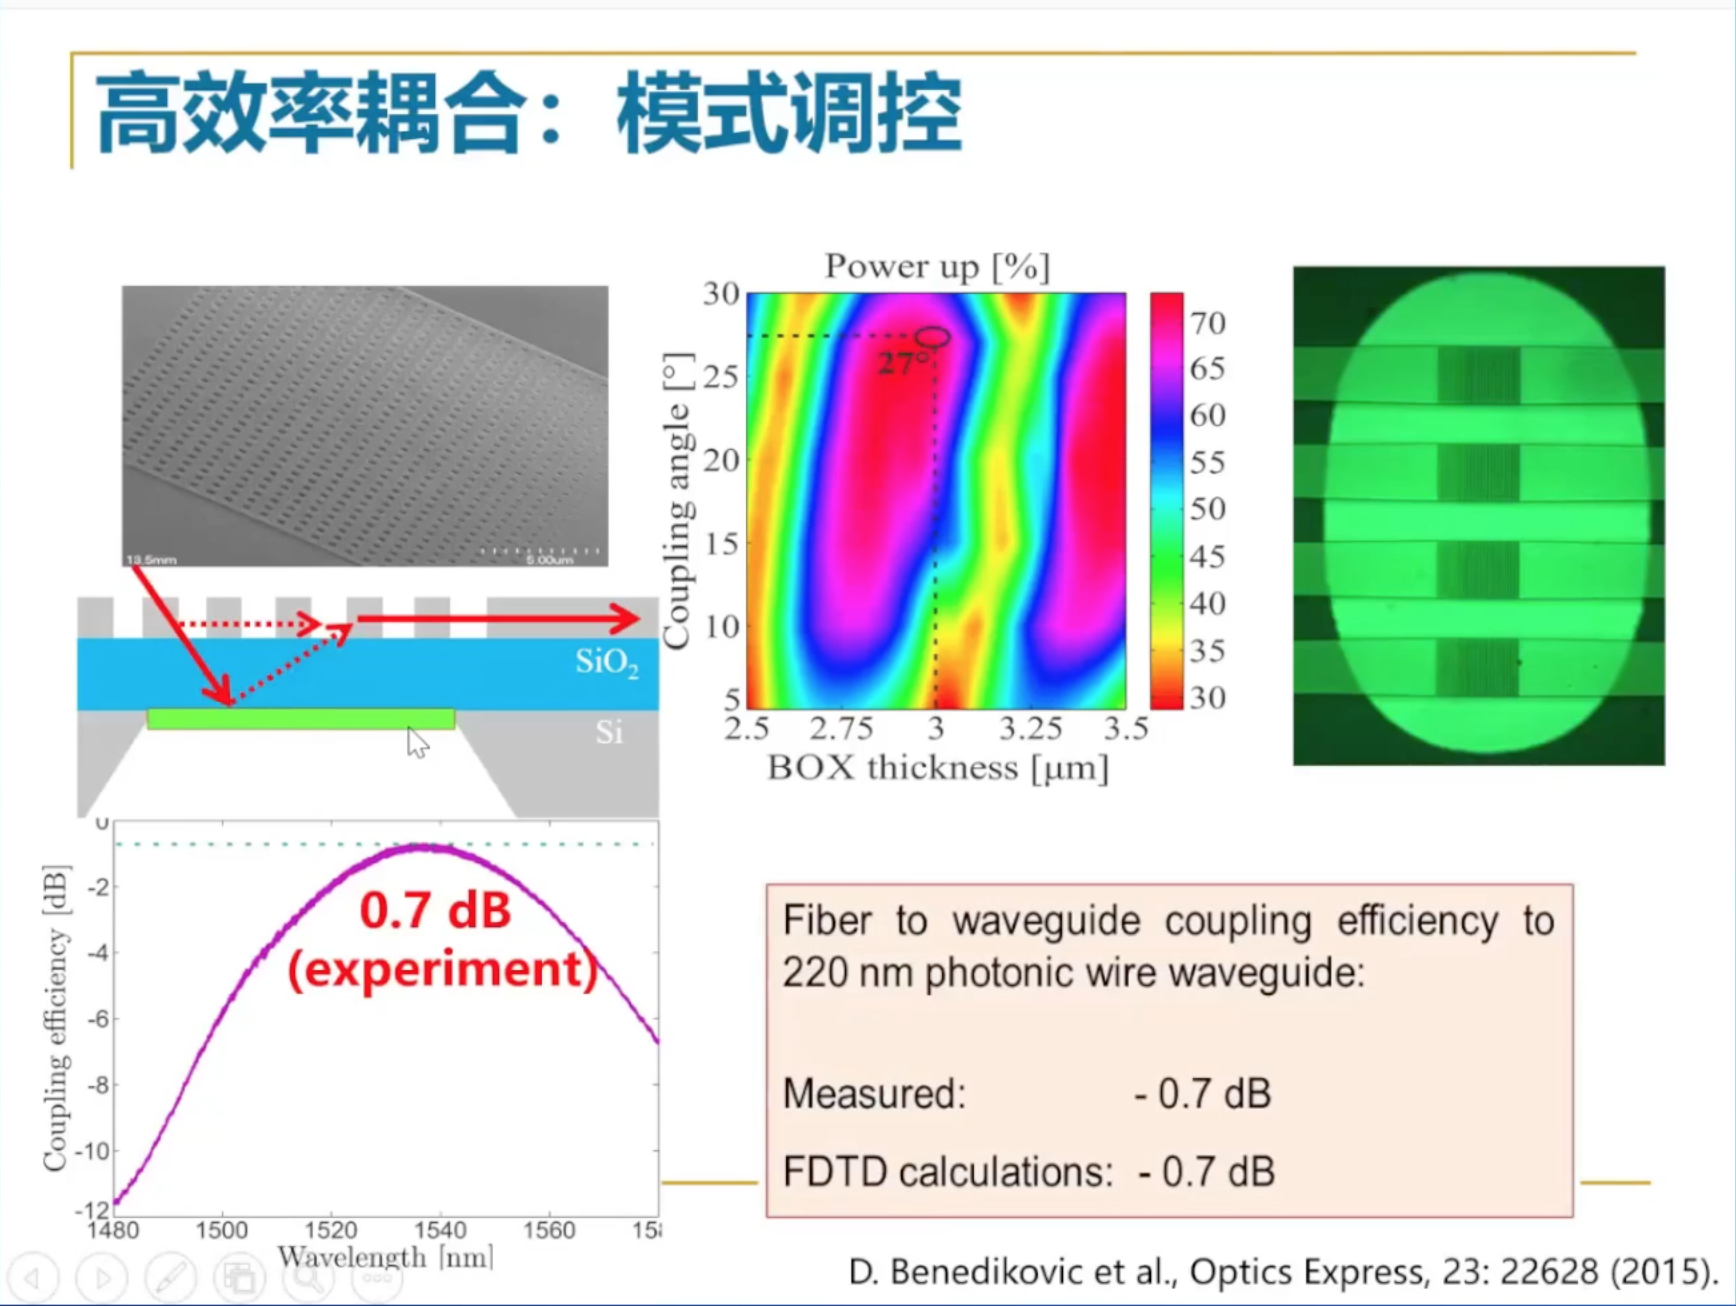 高效率耦合：模式调控
13.5mm
5.00um
SiO2
Si
Power up [%]
Coupling angle [°]
30
25
20
15
10
5
27°
2.5
2.75
3
3.25
3.5
BOX thickness [μm]
70
65
60
55
50
45
40
35
30
Coupling efficiency [dB]
0
-2
-4
-6
-8
-10
-12
0.7 dB
(experiment)
1480
1500
1520
1540
1560
Wavelength [nm]
Fiber to waveguide coupling efficiency to
220 nm photonic wire waveguide:
Measured: - 0.7 dB
FDTD calculations: - 0.7 dB
D. Benedikovic et al., Optics Express, 23: 22628 (2015).